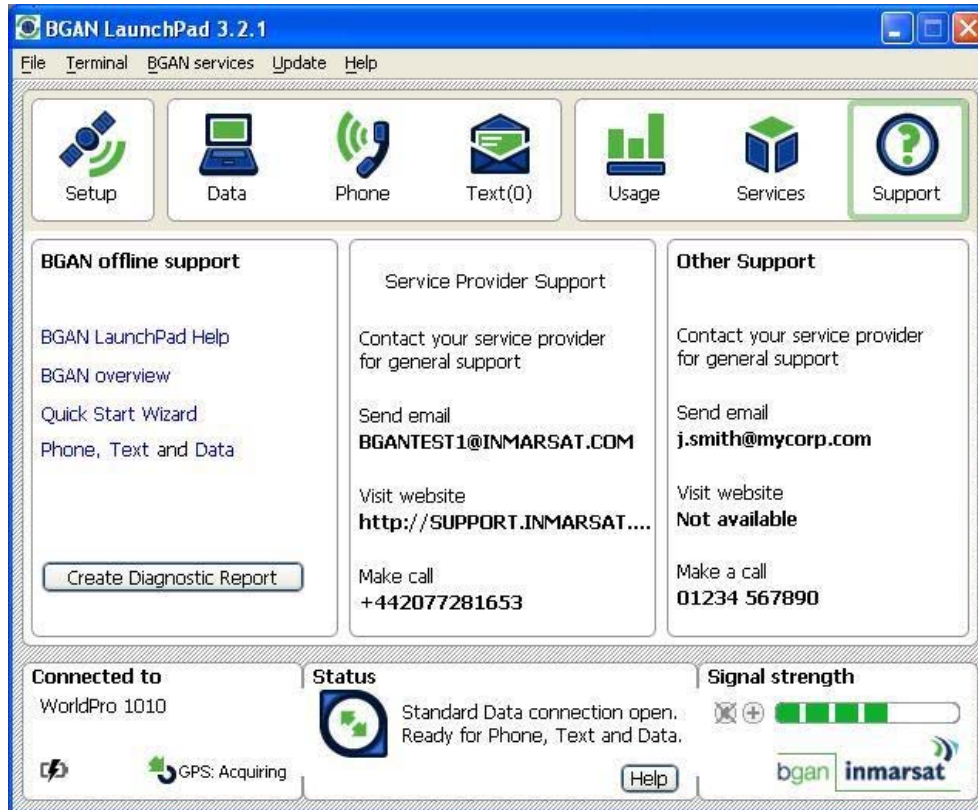 BGAN LaunchPad 3.2.1
File Terminal BGAN services Update Help
Setup Data Phone Text(0) Usage Services Support
BGAN offline support
BGAN LaunchPad Help
BGAN overview
Quick Start Wizard
Phone, Text and Data
Create Diagnostic Report
Service Provider Support
Contact your service provider
for general support
Send email
BGANTEST1@INMARSAT.COM
Visit website
http://SUPPORT.INMARSAT....
Make call
+442077281653
Other Support
Contact your service provider
for general support
Send email
j.smith@mycorp.com
Visit website
Not available
Make a call
01234 567890
Connected to
WorldPro 1010
GPS: Acquiring
Status
Standard Data connection open.
Ready for Phone, Text and Data.
Help
Signal strength
bgan inmarsat